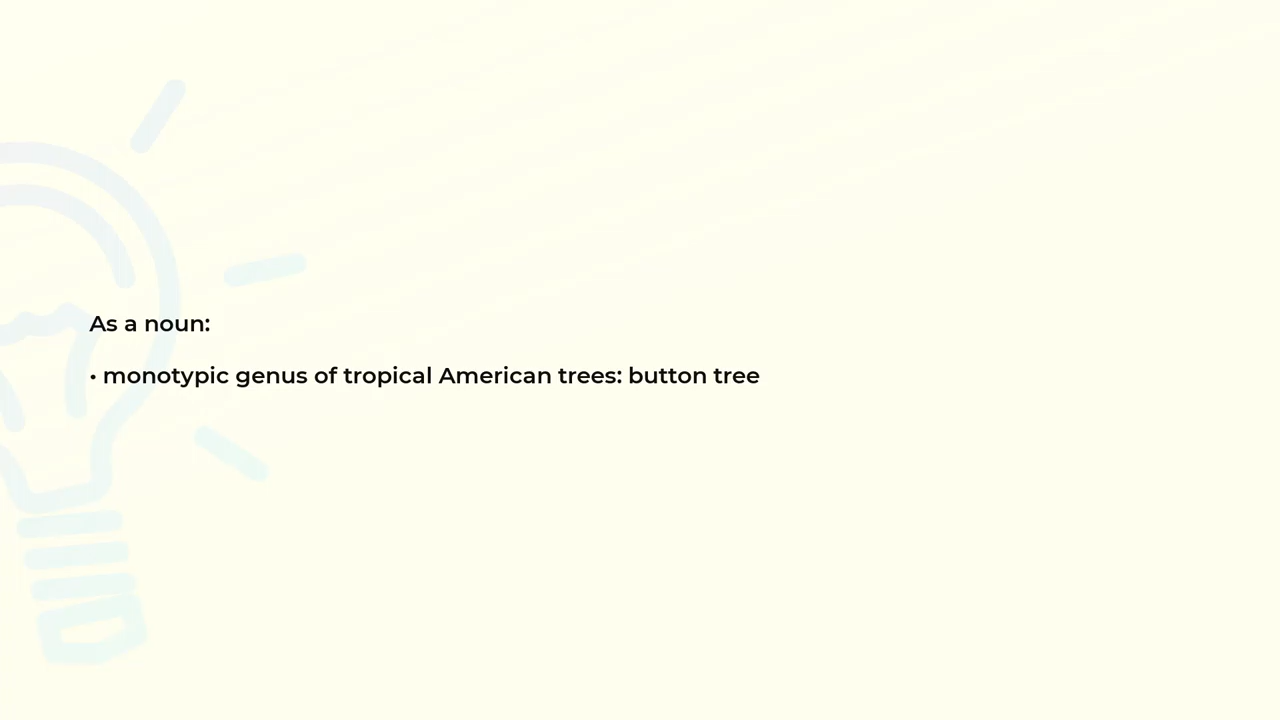 As a noun:
• monotypic genus of tropical American trees: button tree